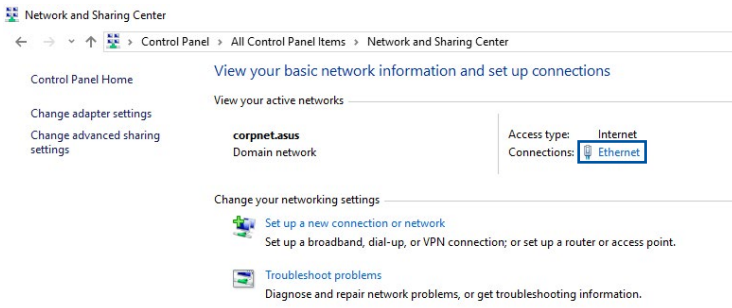 Network and Sharing Center
Control Panel > All Control Panel Items > Network and Sharing Center
Control Panel Home
Change adapter settings
Change advanced sharing
settings
View your basic network information and set up connections
View your active networks
corpnet.asus
Domain network
Access type: Internet
Connections: Ethernet
Change your networking settings
Set up a new connection or network
Set up a broadband, dial-up, or VPN connection; or set up a router or access point.
Troubleshoot problems
Diagnose and repair network problems, or get troubleshooting information.